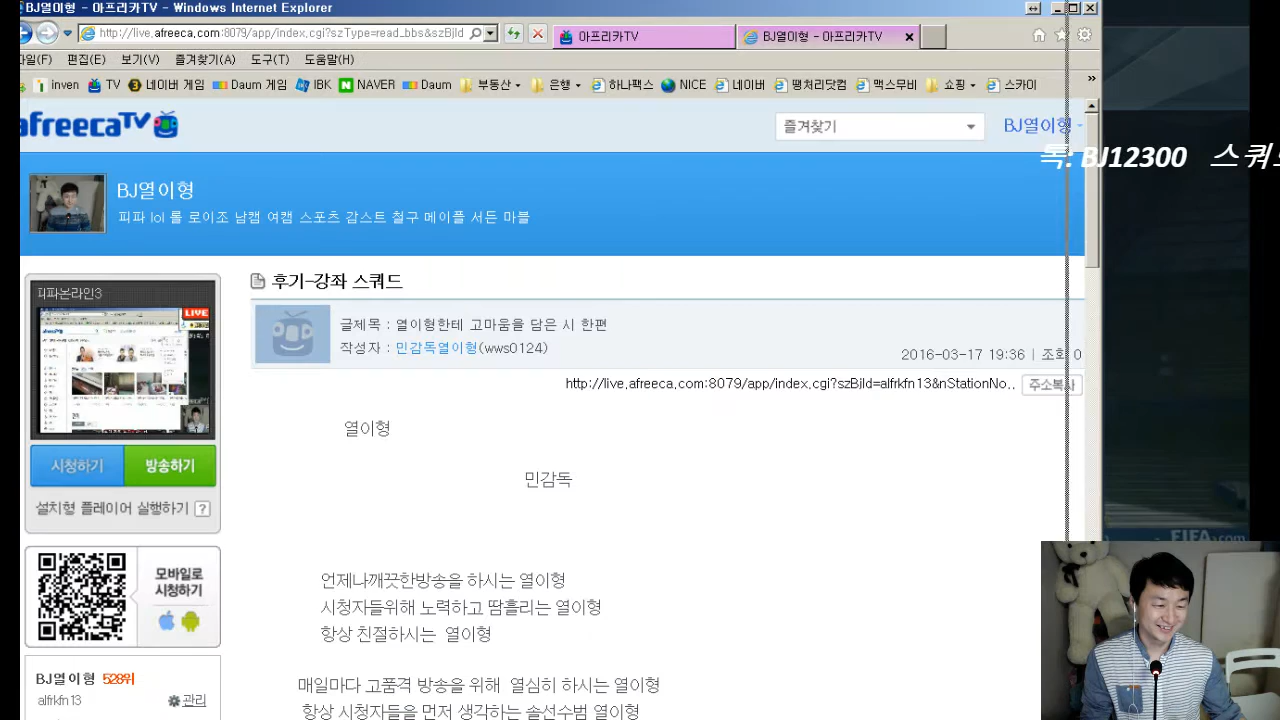 BJ열이형 - 아프리카TV - Windows Internet Explorer
http://live.afreeca.com:8079/app/index.cgi?szType=read_bbs&szBjId
아프리카TV
BJ열이형 - 아프리카TV
파일(F) 편집(E) 보기(V) 즐겨찾기(A) 도구(T) 도움말(H)
inven TV 네이버 게임 Daum 게임 IBK NAVER Daum 부동산 은행 하나팩스 NICE 네이버 땡처리닷컴 맥스무비 쇼핑 스카이
afreecaTV
즐겨찾기
BJ열이형
톡: BJ12300 스쿼드
BJ열이형
피파 lol 롤 로이조 남캠 여캠 스포츠 감스트 철구 메이플 서든 마블
피파온라인3
LIVE
후기-강좌 스쿼드
글제목 : 열이형한테 고마움을 담은 시 한편
작성자 : 민감독열이형(wws0124)
2016-03-17 19:36 | 조회 0
http://live.afreeca.com:8079/app/index.cgi?szBjId=alfrkfn13&nStationNo..
주소복사
열이형
민감독
시청하기
방송하기
설치형 플레이어 실행하기 ?
모바일로
시청하기
언제나깨끗한방송을 하시는 열이형
시청자들위해 노력하고 땀흘리는 열이형
항상 친절하시는 열이형
매일마다 고품격 방송을 위해 열심히 하시는 열이형
항상 시청자들을 먼저 생각하는 솔선수범 열이형
BJ열이형 528위
alfrkfn13
관리
FIFA.com